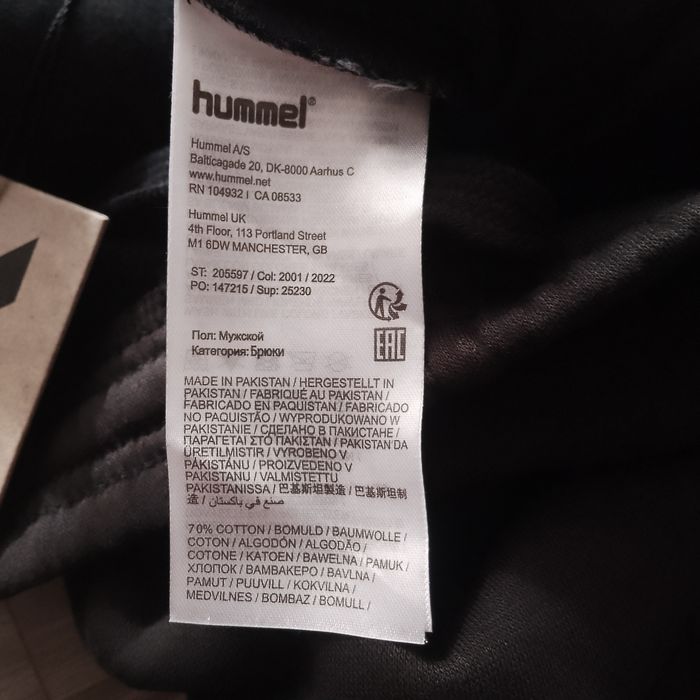 hummel®
Hummel A/S
Balticagade 20, DK-8000 Aarhus C
www.hummel.net
RN 104932 I CA 08533
Hummel UK
4th Floor, 113 Portland Street
M1 6DW MANCHESTER, GB
ST: 205597 / Col: 2001 / 2022
PO: 147215 / Sup: 25230
EAC
Пол: Мужской
Категория: Брюки
MADE IN PAKISTAN / HERGESTELLT IN
PAKISTAN / FABRIQUÉ AU PAKISTAN /
FABRICADO EN PAQUISTÁN / FABRICADO
NO PAQUISTÃO / WYPRODUKOWANO W
PAKISTANIE / СДЕЛАНО В ПАКИСТАНЕ /
ΠΑΡΑΓΕΤΑΙ ΣΤΟ ΠΑΚΙΣΤΑΝ / PAKISTAN'DA
ÜRETILMISTIR / VYROBENO V
PÁKISTÁNU / PROIZVEDENO V
PAKISTANU / VALMISTETTU
PAKISTANISSA / 巴基斯坦製造 / 巴基斯坦制
造 / صنع في باكستان /
70% COTTON / BOMULD / BAUMWOLLE /
COTON / ALGODÓN / ALGODÃO /
COTONE / KATOEN / BAWELNA / PAMUK /
ХЛОПОК / ΒΑΜΒΑΚΕΡΟ / BAVLNA /
PAMUT / PUUVILL / KOKVILNA /
MEDVILNES / BOMBAZ / BOMULL /